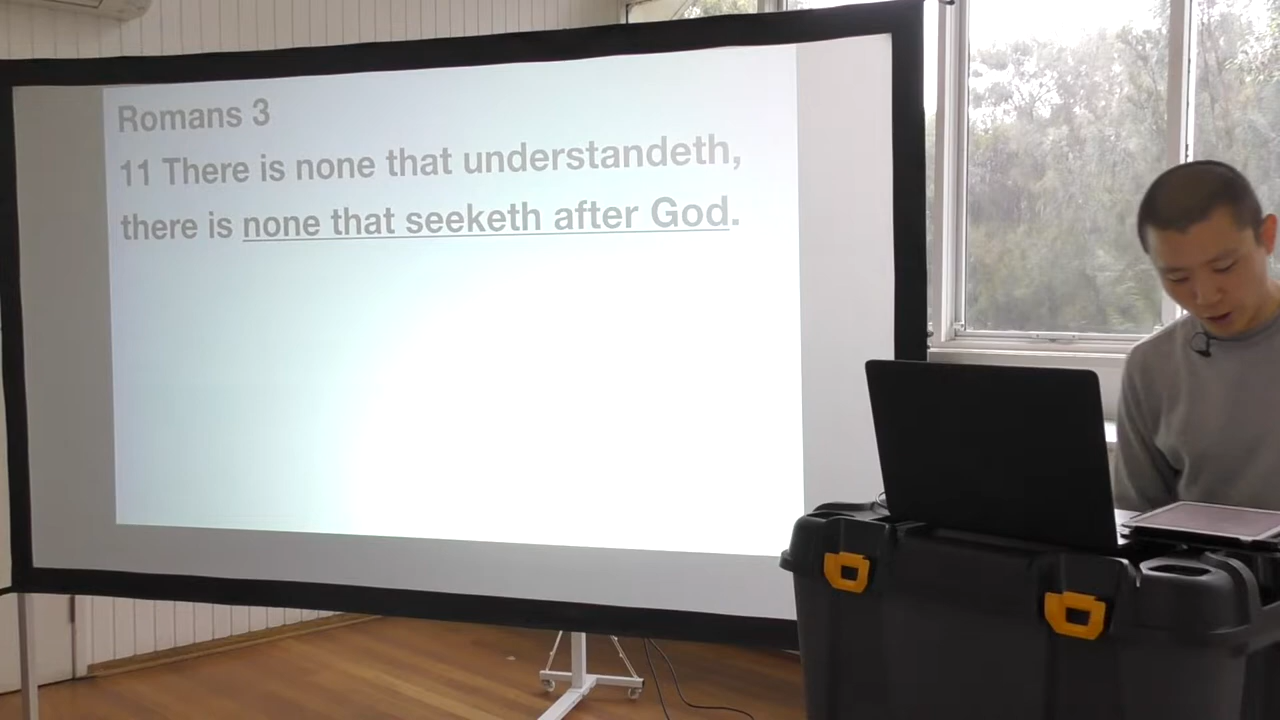 Romans 3
11 There is none that understandeth,
there is none that seeketh after God.